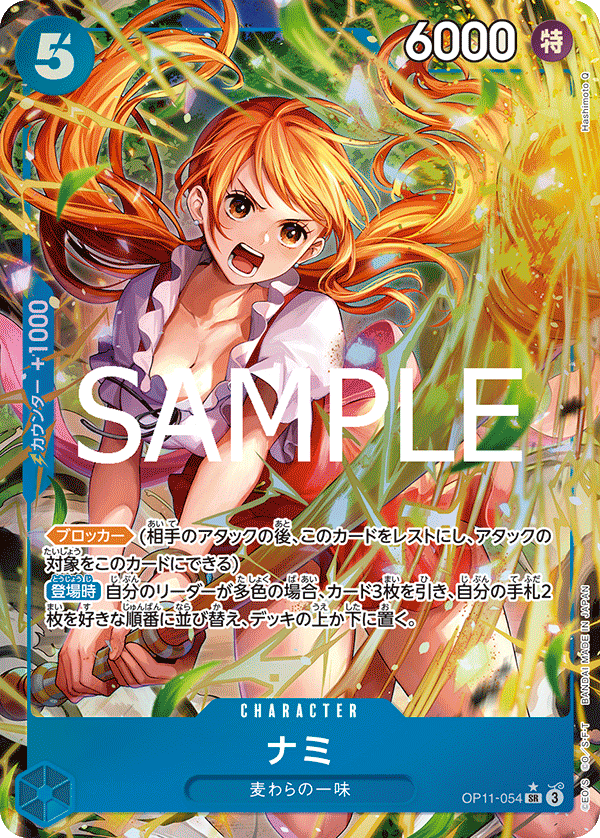 5
6000 特
Hashimoto Q
カウンター +1000
SAMPLE
ブロッカー (相手のアタックの後、このカードをレストにし、アタックの
対象をこのカードにできる)
登場時 自分のリーダーが多色の場合、カード3枚を引き、自分の手札2
枚を好きな順番に並び替え、デッキの上か下に置く。
CHARACTER
ナミ
麦わらの一味
OP11-054 SR 3
©E.O/S. ©O/S・F・T BANDAI MADE IN JAPAN